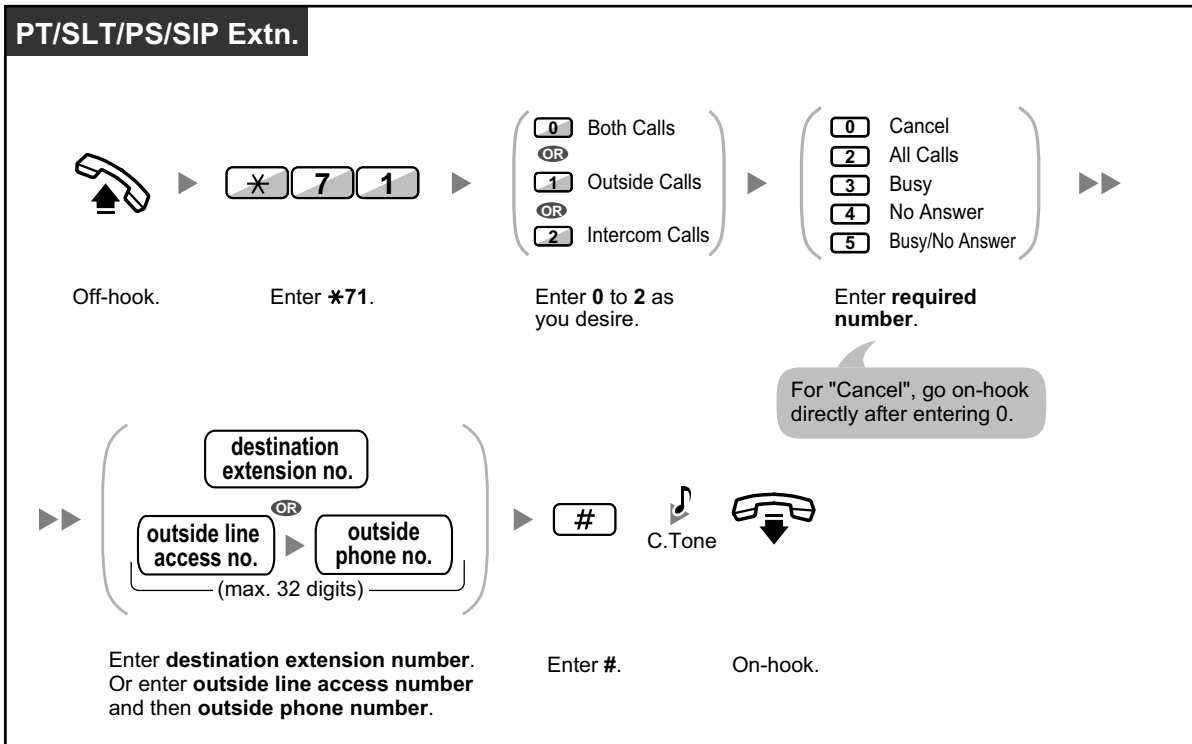 PT/SLT/PS/SIP Extn.
0 Both Calls
OR
1 Outside Calls
OR
2 Intercom Calls
0 Cancel
2 All Calls
3 Busy
4 No Answer
5 Busy/No Answer
* 7 1
Off-hook.
Enter *71.
Enter 0 to 2 as
you desire.
Enter required
number.
For "Cancel", go on-hook
directly after entering 0.
destination
extension no.
OR
outside line
access no.
outside
phone no.
(max. 32 digits)
#
C.Tone
Enter destination extension number.
Or enter outside line access number
and then outside phone number.
Enter #.
On-hook.